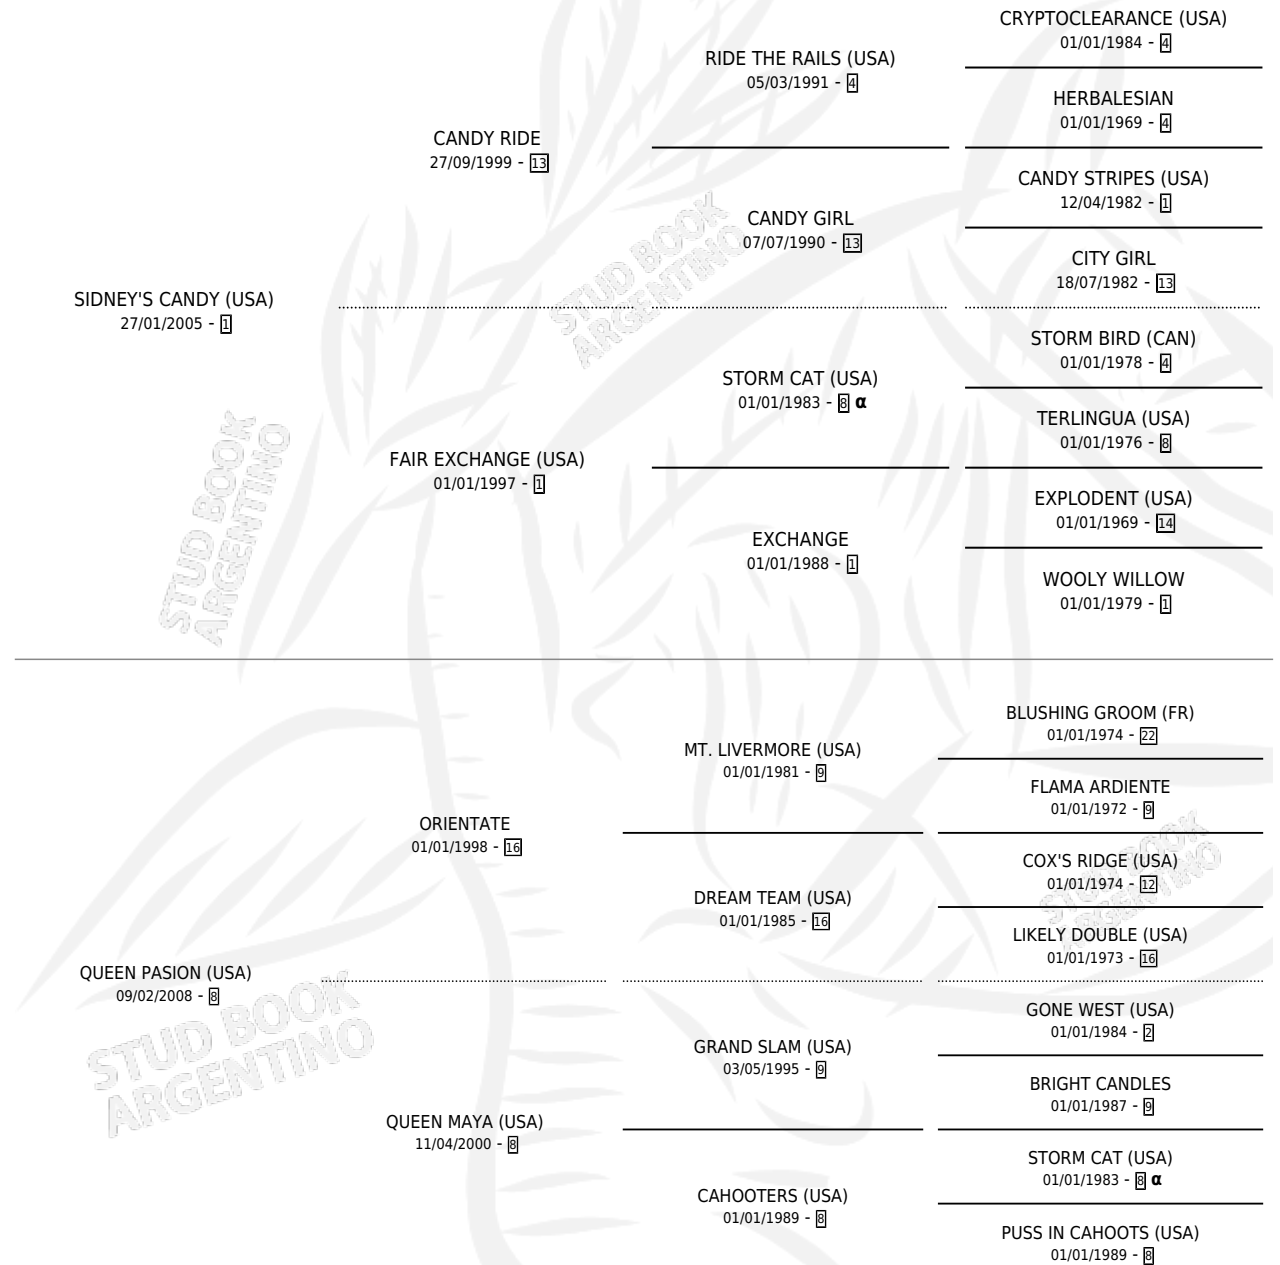 CRYPTOCLEARANCE (USA)
01/01/1984 - 4
RIDE THE RAILS (USA)
05/03/1991 - 4
HERBALESIAN
01/01/1969 - 4
CANDY RIDE
27/09/1999 - 13
CANDY STRIPES (USA)
12/04/1982 - 1
CANDY GIRL
07/07/1990 - 13
CITY GIRL
18/07/1982 - 13
SIDNEY'S CANDY (USA)
27/01/2005 - 1
STUD BOOK
ARGENTINO
STORM BIRD (CAN)
01/01/1978 - 4
STORM CAT (USA)
01/01/1983 - 8 α
TERLINGUA (USA)
01/01/1976 - 8
FAIR EXCHANGE (USA)
01/01/1997 - 1
EXPLODENT (USA)
01/01/1969 - 14
EXCHANGE
01/01/1988 - 1
WOOLY WILLOW
01/01/1979 - 1
STUD BOOK
ARGENTINO
BLUSHING GROOM (FR)
01/01/1974 - 22
MT. LIVERMORE (USA)
01/01/1981 - 9
FLAMA ARDIENTE
01/01/1972 - 9
ORIENTATE
01/01/1998 - 16
COX'S RIDGE (USA)
01/01/1974 - 12
STUD BOOK
ARGENTINO
DREAM TEAM (USA)
01/01/1985 - 16
LIKELY DOUBLE (USA)
01/01/1973 - 16
QUEEN PASION (USA)
09/02/2008 - 8
STUD BOOK
ARGENTINO
GONE WEST (USA)
01/01/1984 - 2
GRAND SLAM (USA)
03/05/1995 - 9
BRIGHT CANDLES
01/01/1987 - 9
QUEEN MAYA (USA)
11/04/2000 - 8
STORM CAT (USA)
01/01/1983 - 8 α
CAHOOTERS (USA)
01/01/1989 - 8
PUSS IN CAHOOTS (USA)
01/01/1989 - 8